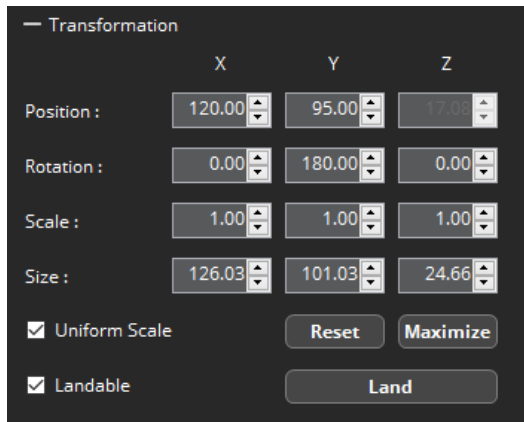 Transformation
X Y Z
Position : 120.00 95.00 17.08
Rotation : 0.00 180.00 0.00
Scale : 1.00 1.00 1.00
Size : 126.03 101.03 24.66
Uniform Scale Reset Maximize
Landable Land